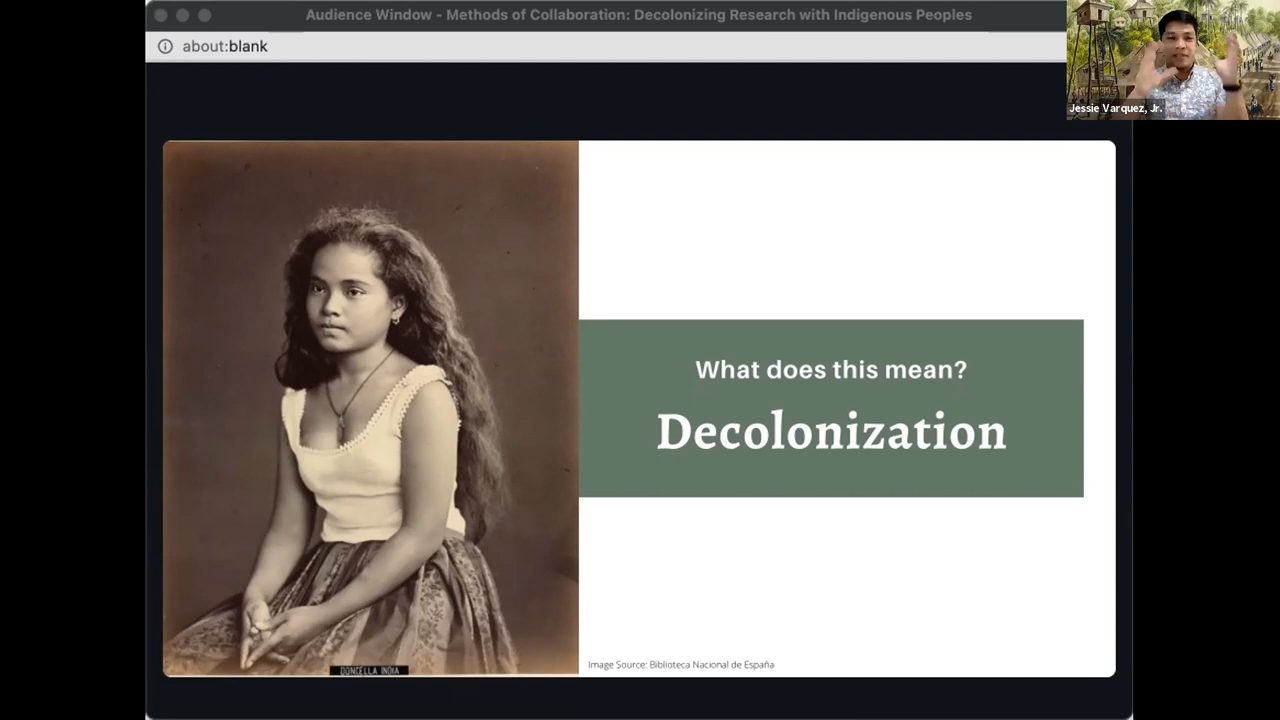 Audience Window - Methods of Collaboration: Decolonizing Research with Indigenous Peoples
about:blank
Jessie Varquez, Jr.
What does this mean?
Decolonization
DONCELLA INDIA
Image Source: Biblioteca Nacional de España